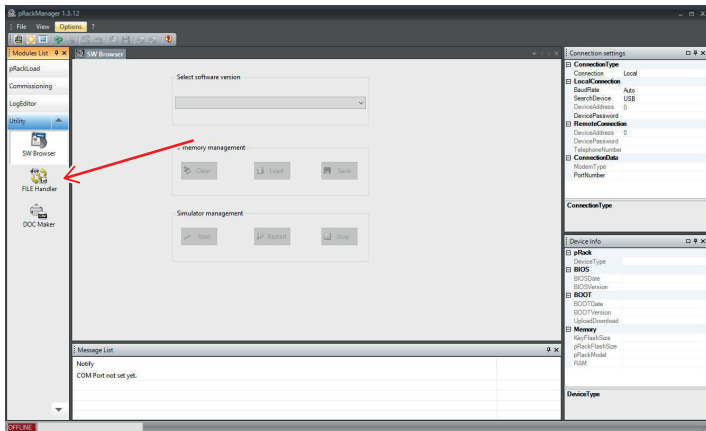 pRackManager 1.3.12
File View Options ?
Modules List
pRackLoad
Commissioning
LogEditor
Utility
SW Browser
FILE Handler
DOC Maker
SW Browser
Select software version
memory management
Clear Load Save
Simulator management
Start Restart Stop
Message List
Notify
COM Port not set yet.
Connection settings
ConnectionType
Connection Local
LocalConnection
BaudRate Auto
SearchDevice USB
DeviceAddress 0
DevicePassword
RemoteConnection
DeviceAddress 0
DevicePassword
TelephoneNumber
ConnectionData
ModemType
PortNumber
ConnectionType
Device Info
pRack
DeviceType
BIOS
BIOSDate
BIOSVersion
BOOT
BOOTDate
BOOTVersion
UploadDownload
Memory
KeyFlashSize
pRackFlashSize
pRackModel
RAM
DeviceType
OFFLINE